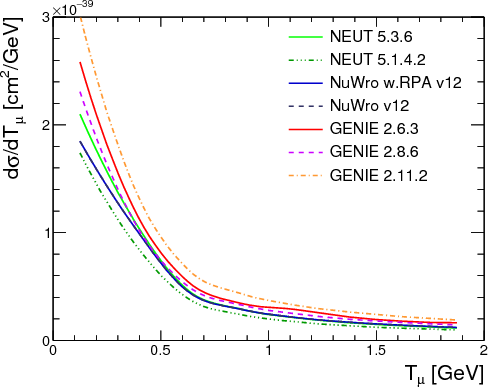 ×10⁻³⁹
3
2
1
0
dσ/dTμ [cm²/GeV]
NEUT 5.3.6
NEUT 5.1.4.2
NuWro w.RPA v12
NuWro v12
GENIE 2.6.3
GENIE 2.8.6
GENIE 2.11.2
0 0.5 1 1.5 2
Tμ [GeV]